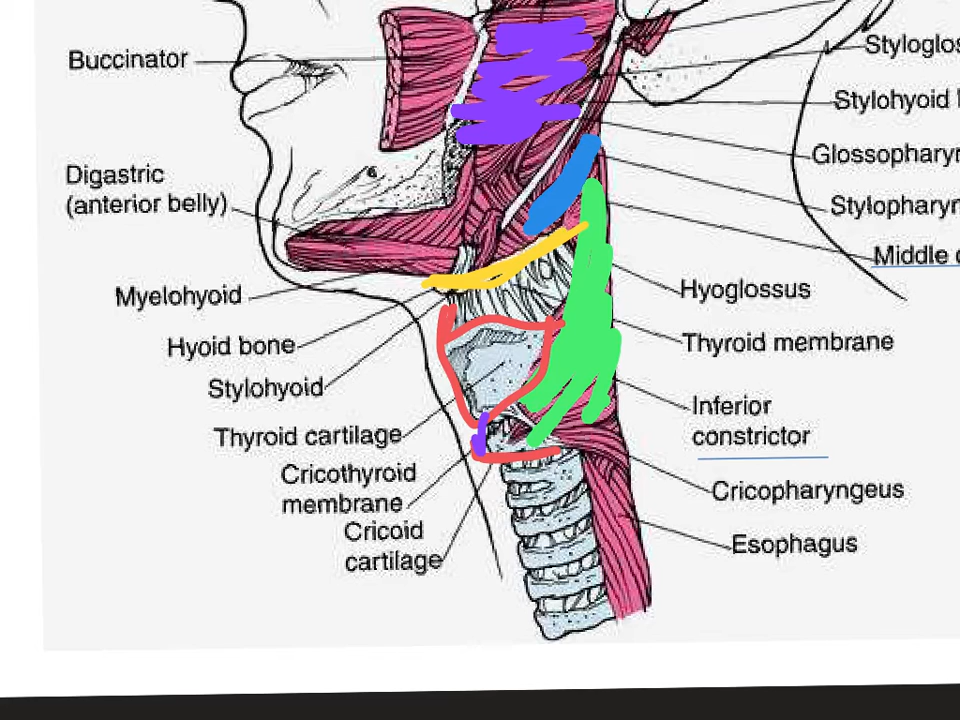 Buccinator
Digastric
(anterior belly)
Myelohyoid
Hyoid bone
Stylohyoid
Thyroid cartilage
Cricothyroid
membrane
Cricoid
cartilage
Styloglos
Stylohyoid l
Glossophary
Stylopharyn
Middle c
Hyoglossus
Thyroid membrane
Inferior
constrictor
Cricopharyngeus
Esophagus